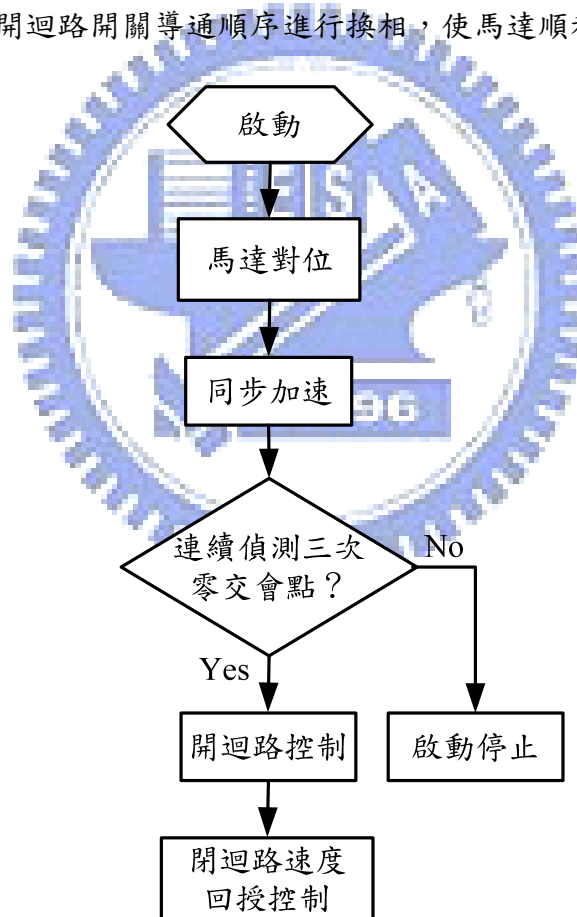 開迴路開關導通順序進行換相，使馬達順
啟動
馬達對位
同步加速
連續偵測三次
零交會點？
No
Yes
開迴路控制
啟動停止
閉迴路速度
回授控制